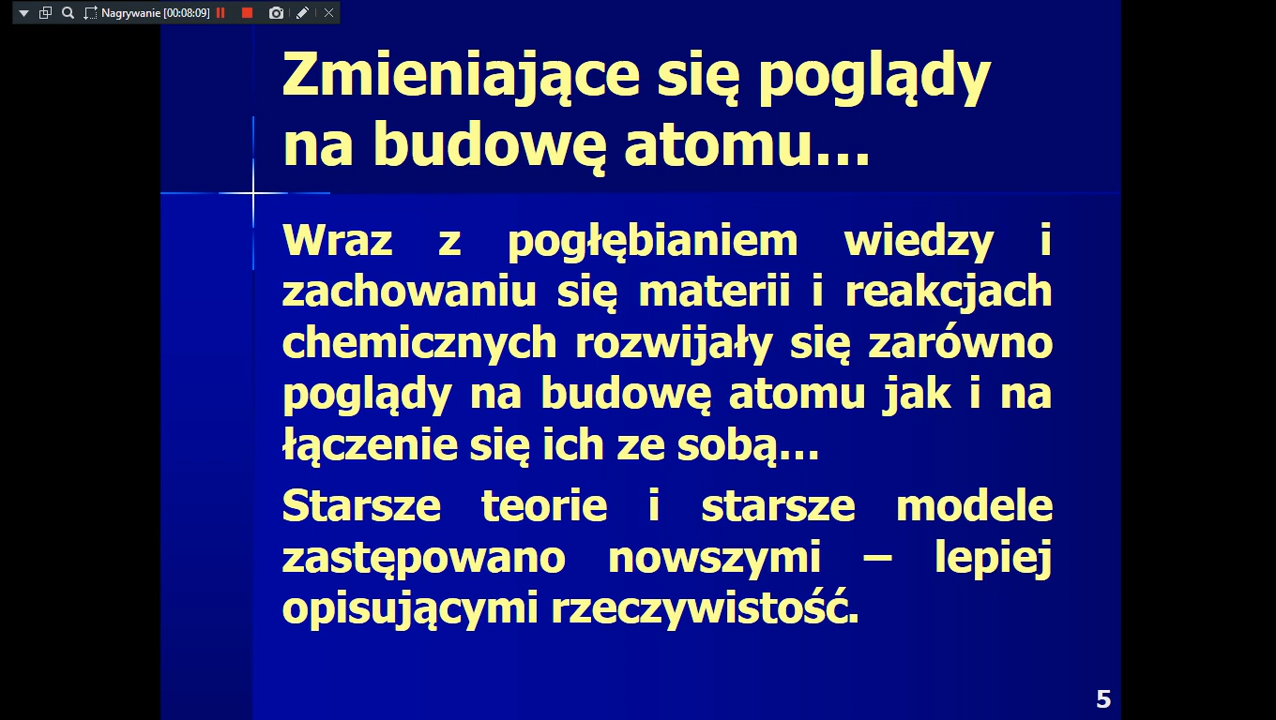 Nagrywanie [00:08:09]
Zmieniające się poglądy
na budowę atomu...
Wraz z pogłębianiem wiedzy i
zachowaniu się materii i reakcjach
chemicznych rozwijały się zarówno
poglądy na budowę atomu jak i na
łączenie się ich ze sobą...
Starsze teorie i starsze modele
zastępowano nowszymi – lepiej
opisującymi rzeczywistość.
5